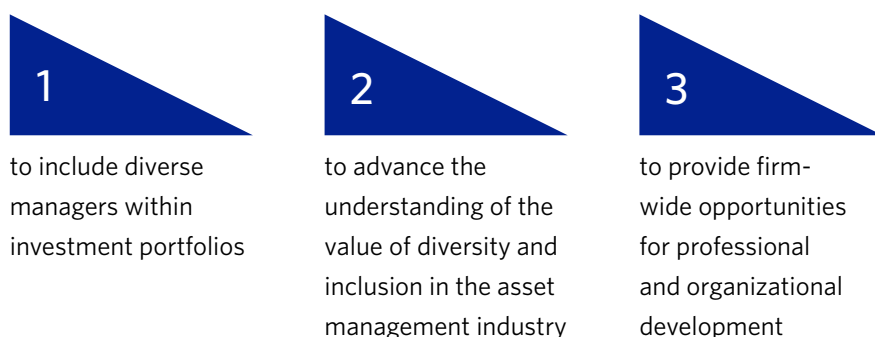 1
to include diverse
managers within
investment portfolios
2
to advance the
understanding of the
value of diversity and
inclusion in the asset
management industry
3
to provide firm-
wide opportunities
for professional
and organizational
development